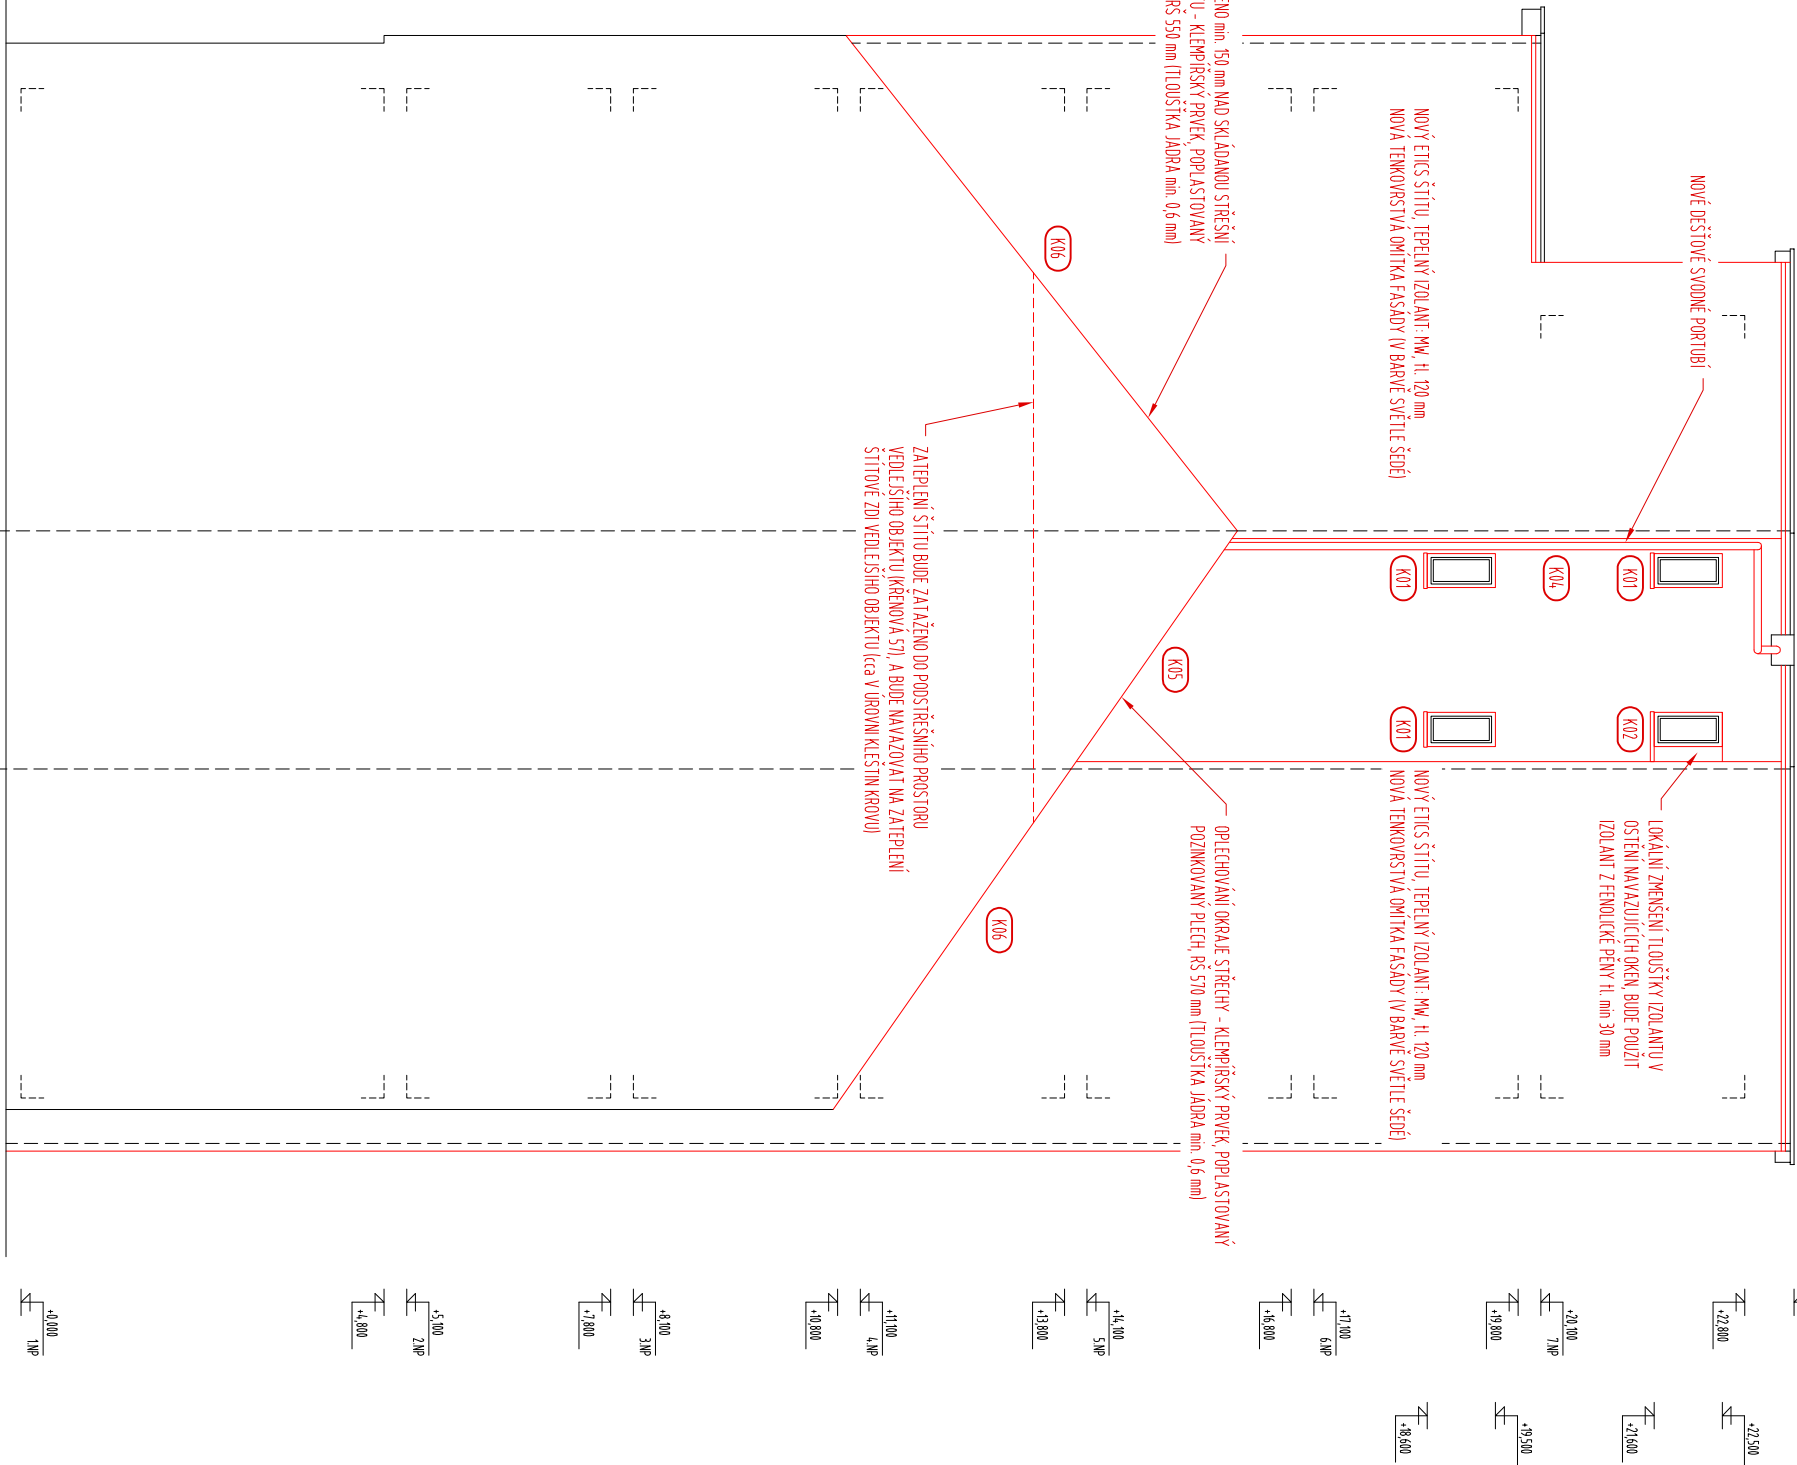 NOVÉ DEŠŤOVÉ SVODNÉ PORTUBÍ
NOVÝ ETICS ŠTÍTU, TEPELNÝ IZOLANT: MW, tl. 120 mm
NOVÁ TENKOVRSTVÁ OMÍTKA FASÁDY (V BARVĚ SVĚTLE ŠEDÉ)
ENO min. 150 mm NAD SKLÁDANOU STŘEŠNÍ
U - KLEMPÍŘSKÝ PRVEK, POPLASTOVANÝ
RŠ 550 mm (TLOUŠŤKA JÁDRA min. 0,6 mm)
K06
ZATEPLENÍ ŠTÍTU BUDE ZATAŽENO DO PODSTŘEŠNÍHO PROSTORU
VEDLEJŠÍHO OBJEKTU (KŘENOVÁ 57), A BUDE NAVAZOVAT NA ZATEPLENÍ
ŠTÍTOVÉ ZDI VEDLEJŠÍHO OBJEKTU (cca V ÚROVNI KLEŠTIN KROVU)
K01
K04
K01
K05
K02
K01
LOKÁLNÍ ZMENŠENÍ TLOUŠŤKY IZOLANTU V
OSTĚNÍ NAVAZUJÍCÍCH OKEN, BUDE POUŽIT
IZOLANT Z FENOLICKÉ PĚNY tl. min 30 mm
NOVÝ ETICS ŠTÍTU, TEPELNÝ IZOLANT: MW, tl. 120 mm
NOVÁ TENKOVRSTVÁ OMÍTKA FASÁDY (V BARVĚ SVĚTLE ŠEDÉ)
OPLECHOVÁNÍ OKRAJE STŘECHY - KLEMPÍŘSKÝ PRVEK, POPLASTOVANÝ
POZINKOVANÝ PLECH, RŠ 570 mm (TLOUŠŤKA JÁDRA min. 0,6 mm)
K06
+22,800
+20,100
7.NP
+19,800
+17,100
6.NP
+16,800
+14,100
5.NP
+13,800
+11,100
4.NP
+10,800
+8,100
3.NP
+7,800
+5,100
2.NP
+4,800
+0,000
1.NP
+22,500
+21,600
+19,500
+18,600